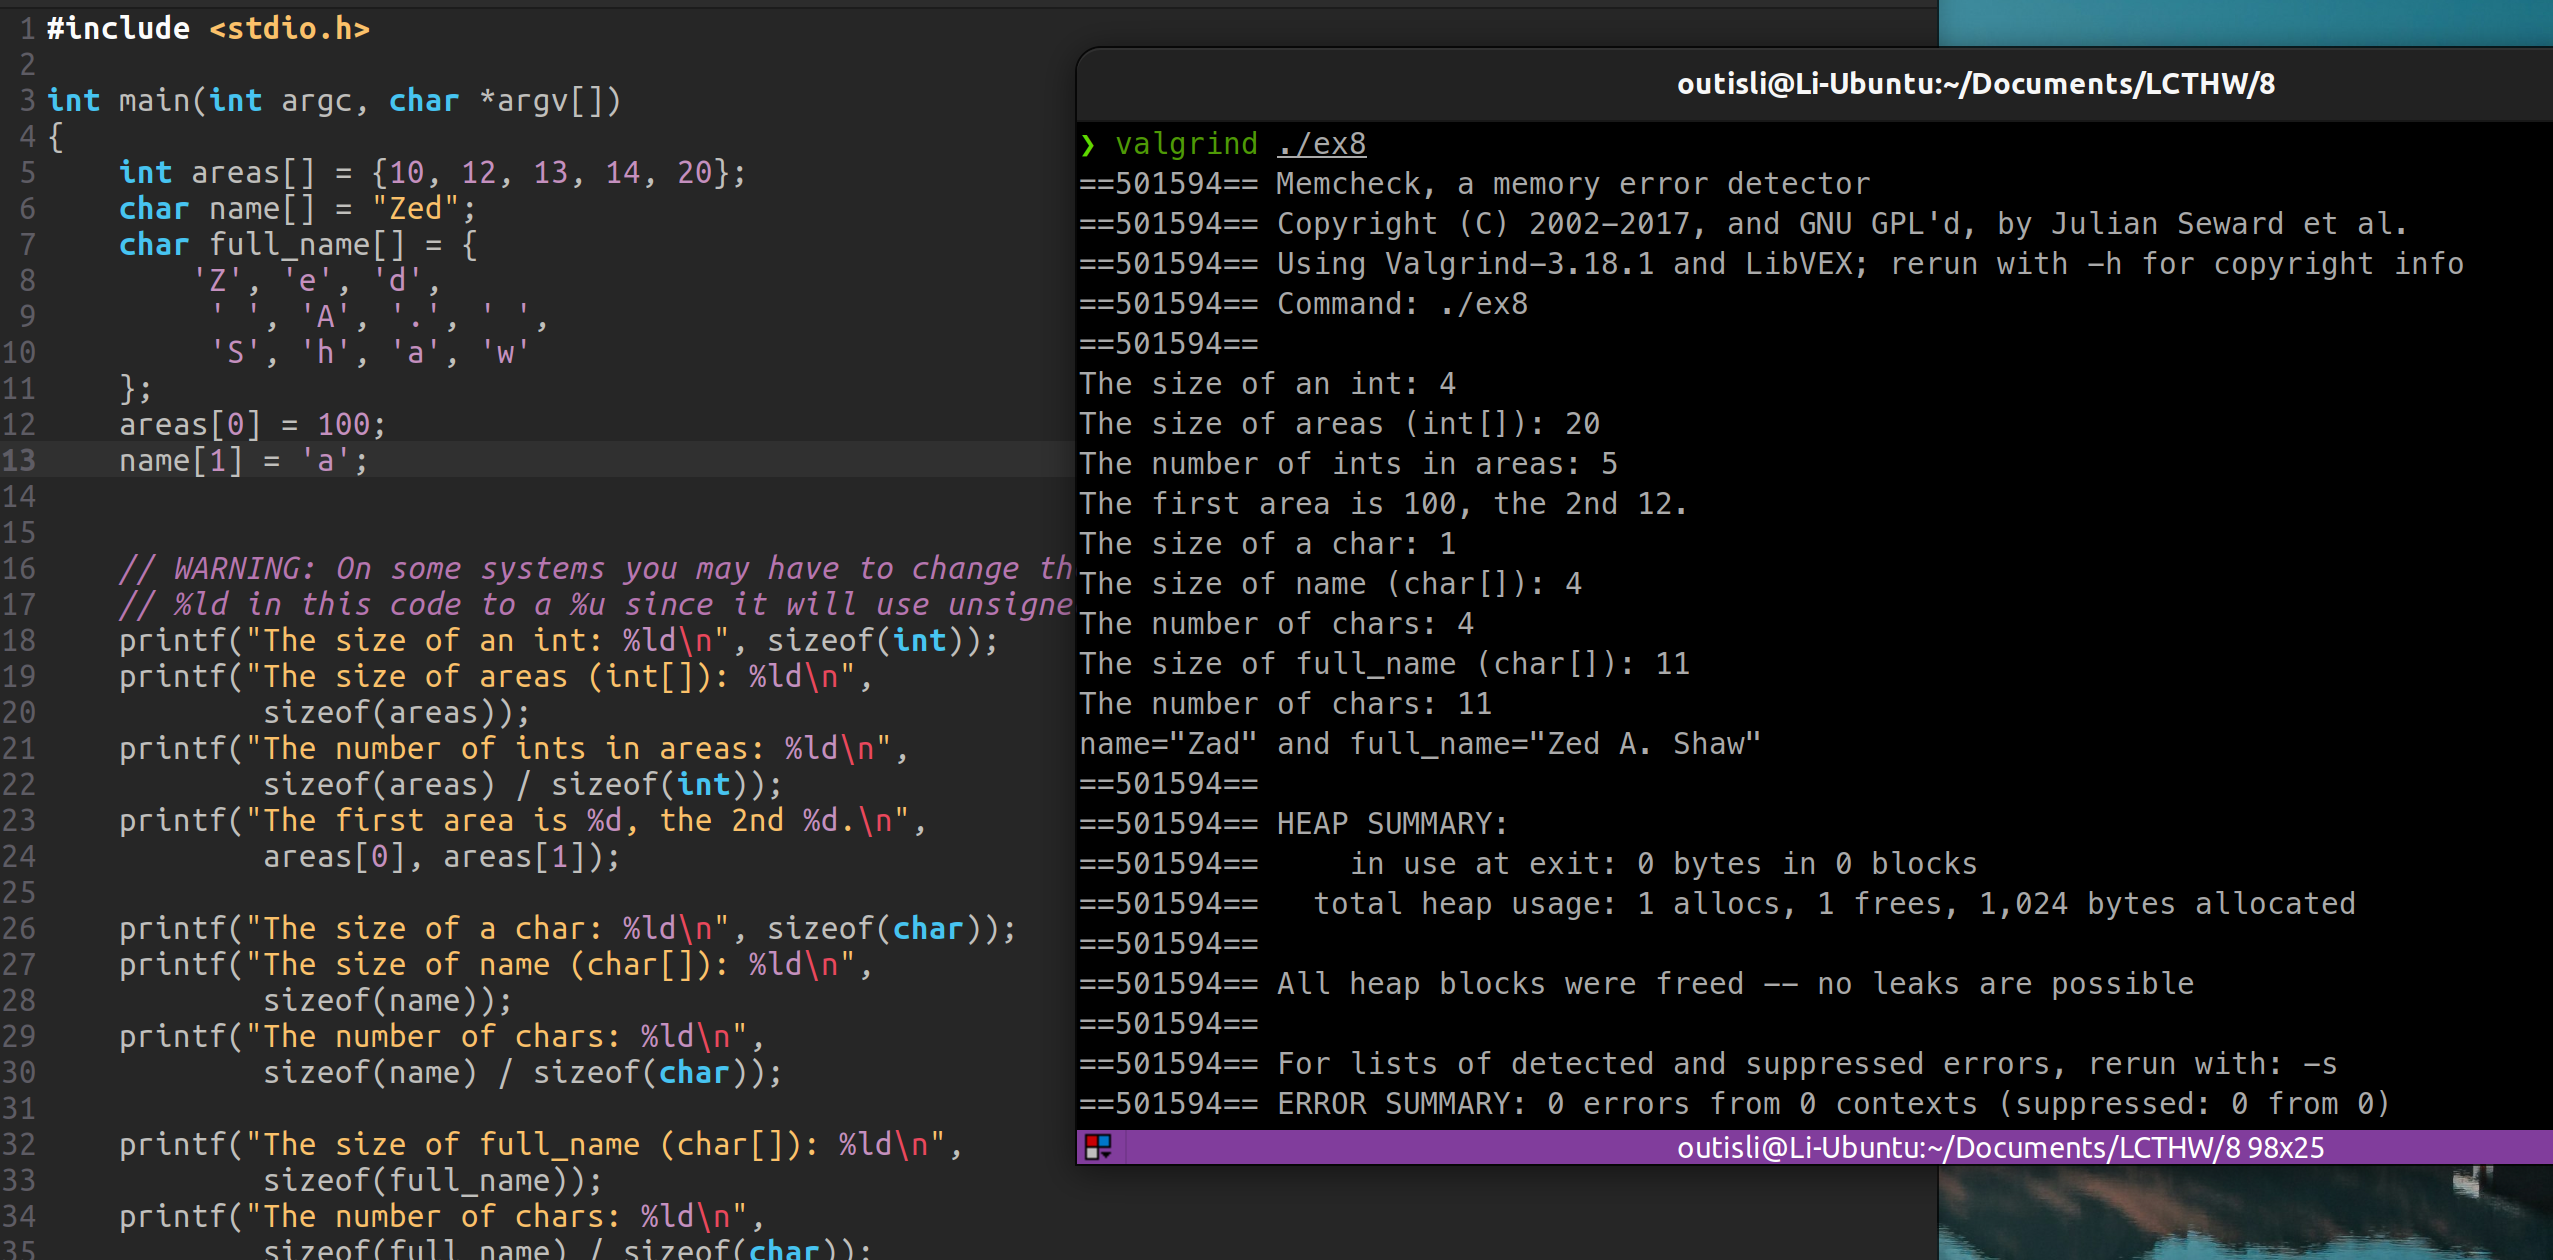 1 #include <stdio.h>
2
3 int main(int argc, char *argv[])
4 {
5     int areas[] = {10, 12, 13, 14, 20};
6     char name[] = "Zed";
7     char full_name[] = {
8         'Z', 'e', 'd',
9          ' ', 'A', '.', ' ',
10          'S', 'h', 'a', 'w'
11     };
12     areas[0] = 100;
13     name[1] = 'a';
14
15
16     // WARNING: On some systems you may have to change th
17     // %ld in this code to a %u since it will use unsigne
18     printf("The size of an int: %ld\n", sizeof(int));
19     printf("The size of areas (int[]): %ld\n",
20             sizeof(areas));
21     printf("The number of ints in areas: %ld\n",
22             sizeof(areas) / sizeof(int));
23     printf("The first area is %d, the 2nd %d.\n",
24             areas[0], areas[1]);
25
26     printf("The size of a char: %ld\n", sizeof(char));
27     printf("The size of name (char[]): %ld\n",
28             sizeof(name));
29     printf("The number of chars: %ld\n",
30             sizeof(name) / sizeof(char));
31
32     printf("The size of full_name (char[]): %ld\n",
33             sizeof(full_name));
34     printf("The number of chars: %ld\n",
35             sizeof(full_name) / sizeof(char));
outisli@Li-Ubuntu:~/Documents/LCTHW/8
❯ valgrind ./ex8
==501594== Memcheck, a memory error detector
==501594== Copyright (C) 2002-2017, and GNU GPL'd, by Julian Seward et al.
==501594== Using Valgrind-3.18.1 and LibVEX; rerun with -h for copyright info
==501594== Command: ./ex8
==501594==
The size of an int: 4
The size of areas (int[]): 20
The number of ints in areas: 5
The first area is 100, the 2nd 12.
The size of a char: 1
The size of name (char[]): 4
The number of chars: 4
The size of full_name (char[]): 11
The number of chars: 11
name="Zad" and full_name="Zed A. Shaw"
==501594==
==501594== HEAP SUMMARY:
==501594==     in use at exit: 0 bytes in 0 blocks
==501594==   total heap usage: 1 allocs, 1 frees, 1,024 bytes allocated
==501594==
==501594== All heap blocks were freed -- no leaks are possible
==501594==
==501594== For lists of detected and suppressed errors, rerun with: -s
==501594== ERROR SUMMARY: 0 errors from 0 contexts (suppressed: 0 from 0)
outisli@Li-Ubuntu:~/Documents/LCTHW/8 98x25